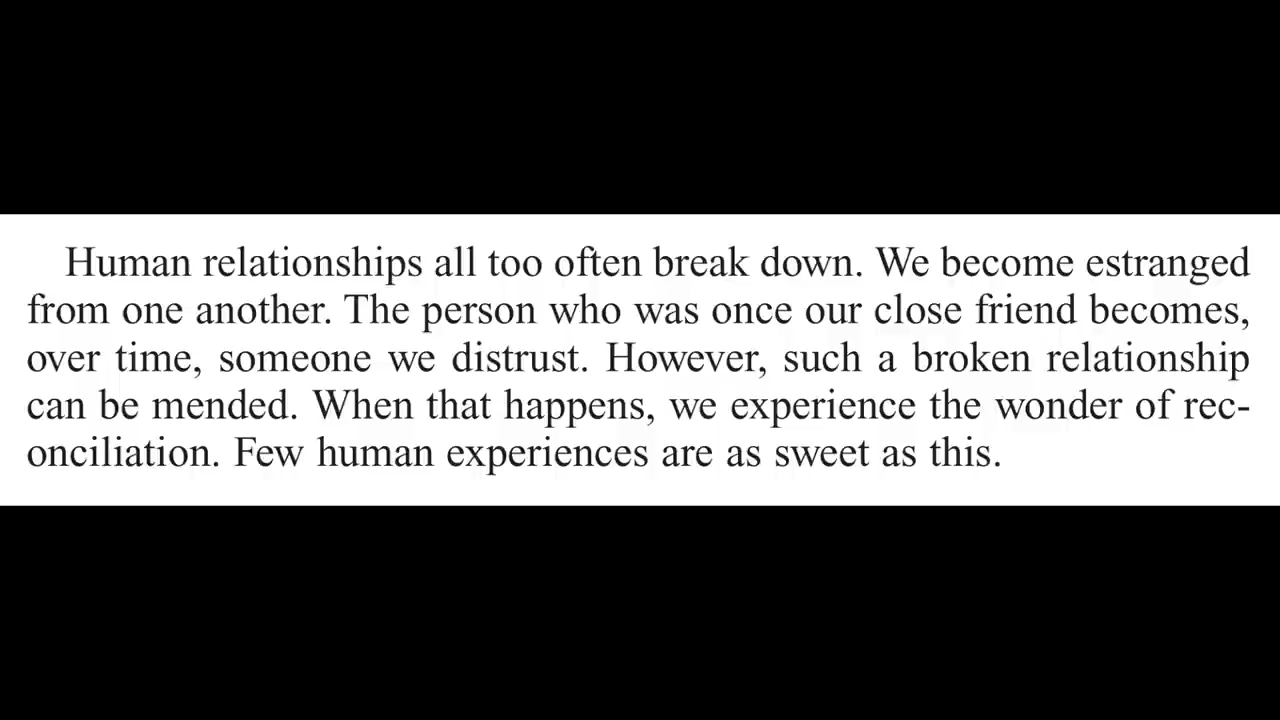 Human relationships all too often break down. We become estranged
from one another. The person who was once our close friend becomes,
over time, someone we distrust. However, such a broken relationship
can be mended. When that happens, we experience the wonder of rec-
onciliation. Few human experiences are as sweet as this.